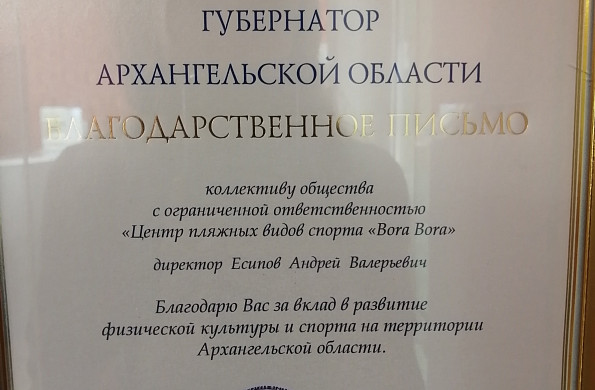 ГУБЕРНАТОР
АРХАНГЕЛЬСКОЙ ОБЛАСТИ
БЛАГОДАРСТВЕННОЕ ПИСЬМО
коллективу общества
с ограниченной ответственностью
«Центр пляжных видов спорта «Bora Bora»
директор Есипов Андрей Валерьевич
Благодарю Вас за вклад в развитие
физической культуры и спорта на территории
Архангельской области.